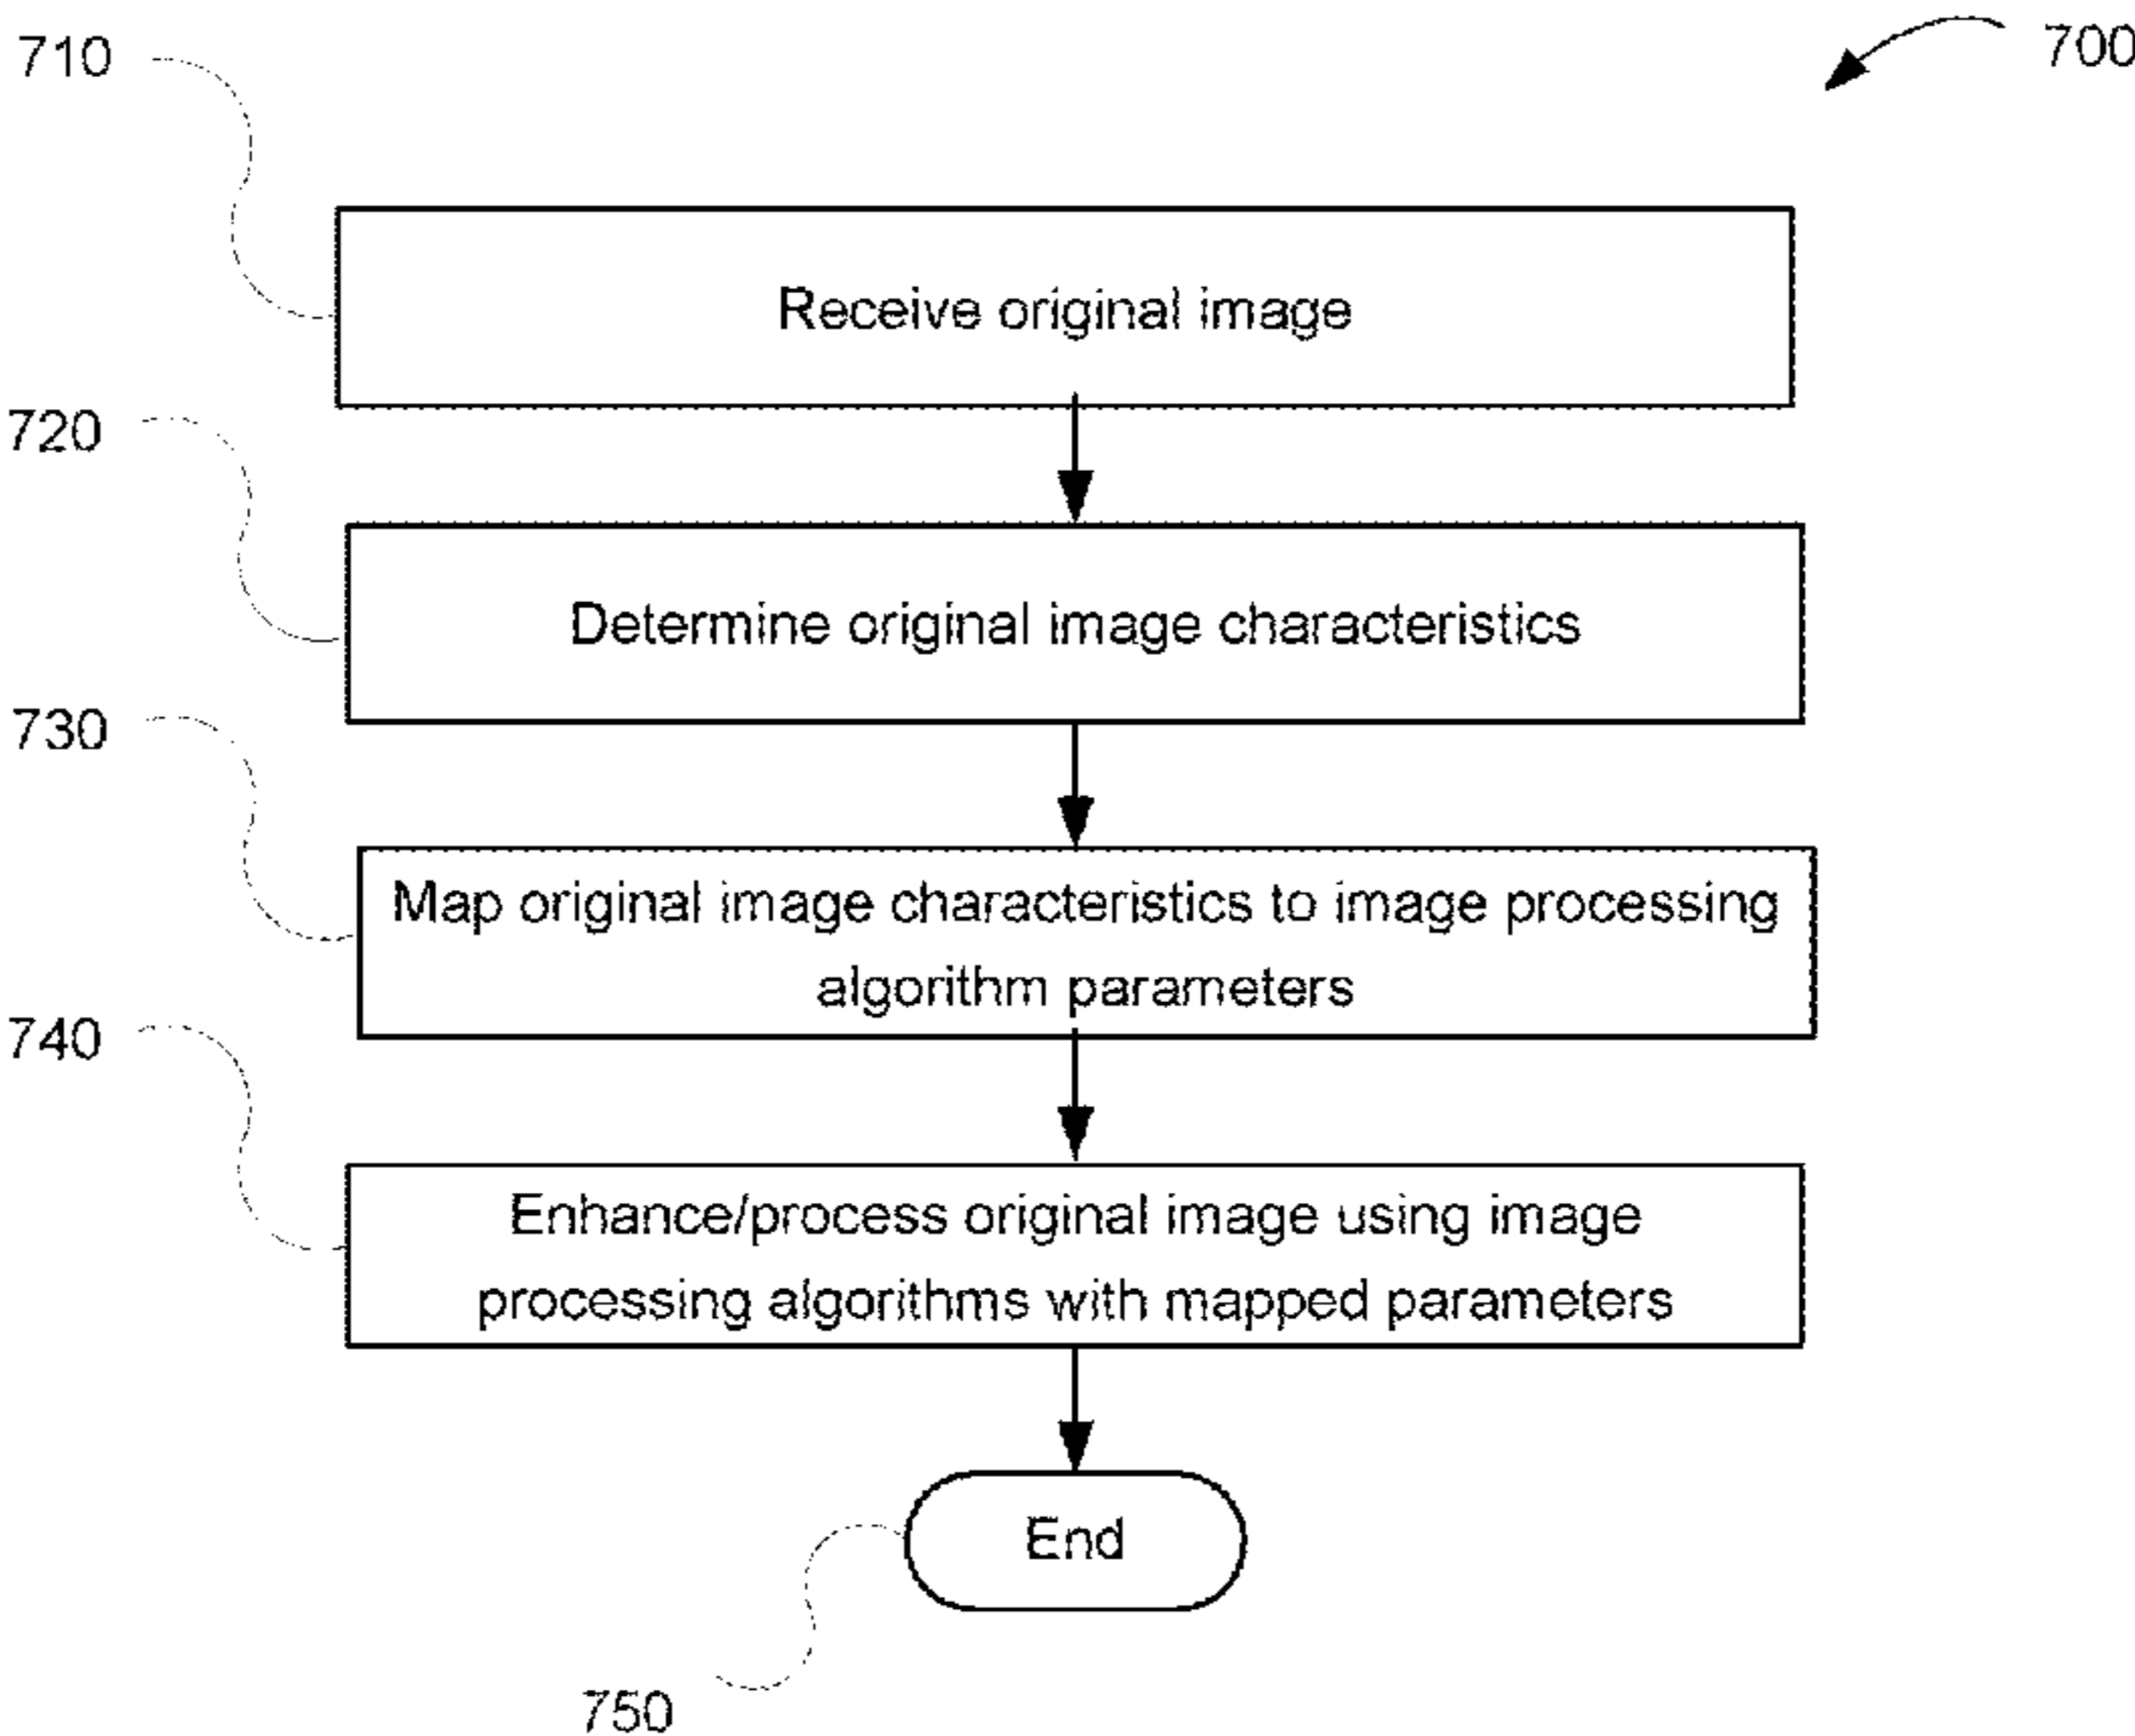 710
700
Receive original image
720
Determine original image characteristics
730
Map original image characteristics to image processing
algorithm parameters
740
Enhance/process original image using image
processing algorithms with mapped parameters
End
750